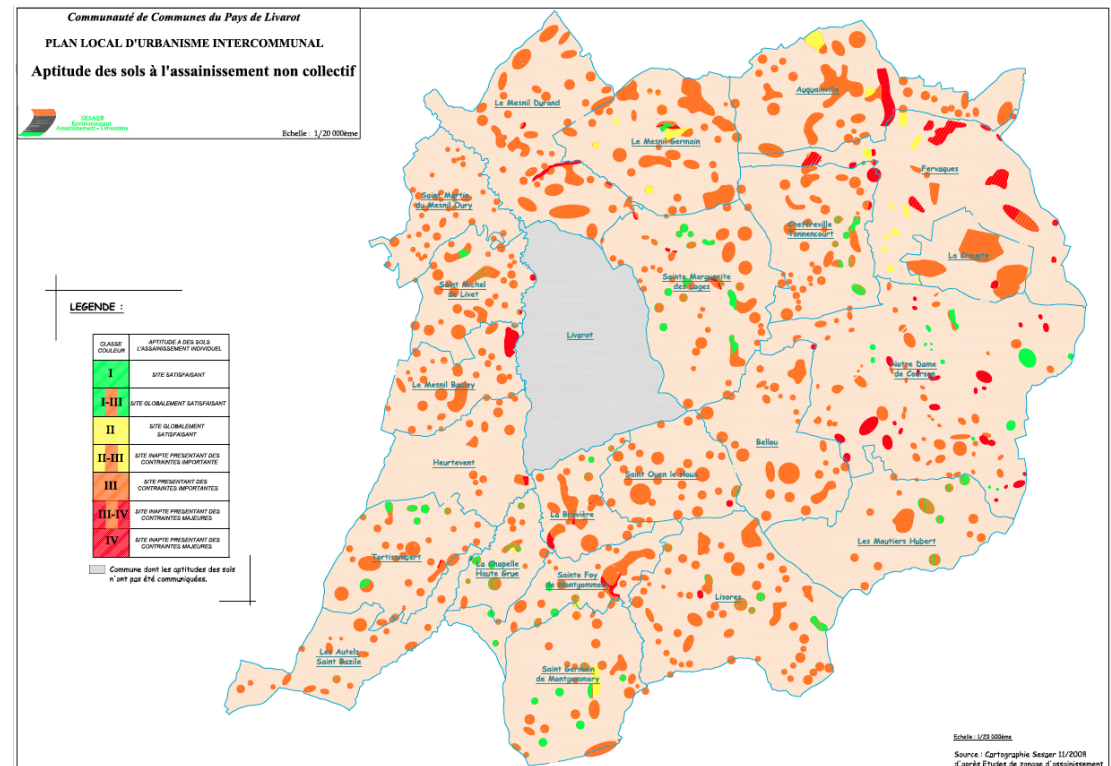 Communauté de Communes du Pays de Livarot
PLAN LOCAL D'URBANISME INTERCOMMUNAL
Aptitude des sols à l'assainissement non collectif
SESAER
Environnement
Assainissement - Urbanisme
Echelle : 1/20 000ème
Le Mesnil Durand
Auquainville
Le Mesnil Germain
Fervaques
Saint Martin
du Mesnil Oury
Cheffreville
Tonnencourt
La Croupte
Saint Michel
de Livet
Sainte Marguerite
des Loges
Livarot
Notre Dame
de Courson
Le Mesnil Bacley
Heurtevent
Bellou
Saint Ouen le Houx
La Brévière
Les Moutiers Hubert
Tortisambert
La Chapelle
Haute Grue
Sainte Foy
de Montgommery
Lisores
Les Autels
Saint Bazile
Saint Germain
de Montgommery
LEGENDE :
CLASSE
COULEUR
APTITUDE A DES SOLS
L'ASSAINISSEMENT INDIVIDUEL
I
SITE SATISFAISANT
I-III
SITE GLOBALEMENT SATISFAISANT
II
SITE GLOBALEMENT
SATISFAISANT
II-III
SITE INAPTE PRESENTANT DES
CONTRAINTES IMPORTANTE
III
SITE PRESENTANT DES
CONTRAINTES IMPORTANTES
III-IV
SITE INAPTE PRESENTANT DES
CONTRAINTES MAJEURES
IV
SITE INAPTE PRESENTANT DES
CONTRAINTES MAJEURES
Commune dont les aptitudes des sols
n'ont pas été communiquées.
Echelle : 1/20 000ème
Source : Cartographie Sesaer 11/2008
d'après Etudes de zonage d'assainissement